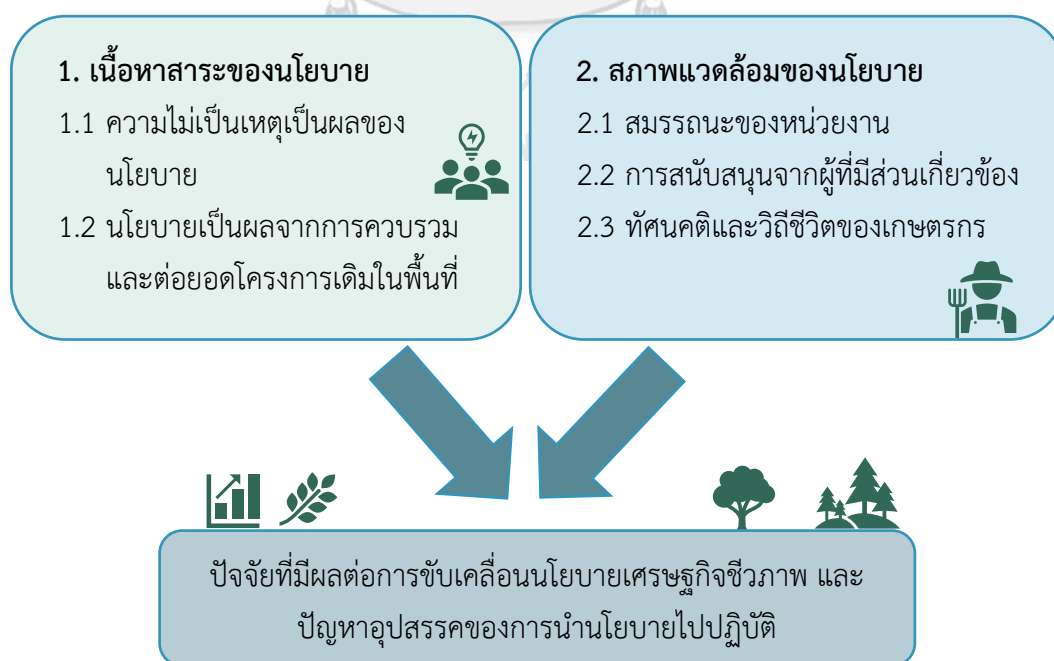 1. เนื้อหาสาระของนโยบาย
1.1 ความไม่เป็นเหตุเป็นผลของ
นโยบาย
1.2 นโยบายเป็นผลจากการควบรวม
และต่อยอดโครงการเดิมในพื้นที่
2. สภาพแวดล้อมของนโยบาย
2.1 สมรรถนะของหน่วยงาน
2.2 การสนับสนุนจากผู้ที่มีส่วนเกี่ยวข้อง
2.3 ทัศนคติและวิถีชีวิตของเกษตรกร
ปัจจัยที่มีผลต่อการขับเคลื่อนนโยบายเศรษฐกิจชีวภาพ และ
ปัญหาอุปสรรคของการนำนโยบายไปปฏิบัติ